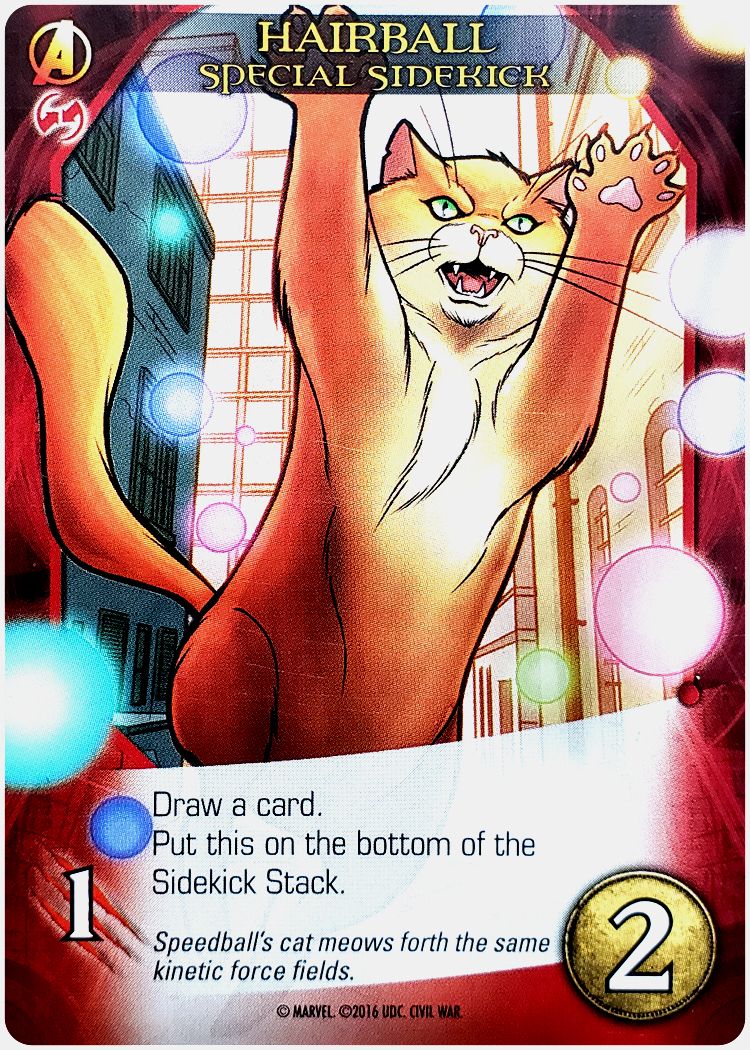 HAIRBALL
SPECIAL SIDEKICK
Draw a card.
Put this on the bottom of the
Sidekick Stack.
1
Speedball's cat meows forth the same
kinetic force fields.
2
© MARVEL. ©2016 UDC. CIVIL WAR.